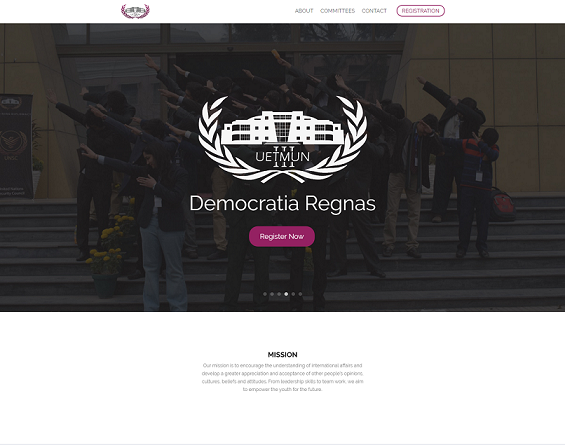 ABOUT COMMITTEES CONTACT REGISTRATION
UETMUN
III
Democratia Regnas
Register Now
MISSION
Our mission is to encourage the understanding of international affairs and
develop a greater appreciation and acceptance of other people's opinions,
cultures, beliefs and attitudes. From leadership skills to team work, we aim
to empower the youth for the future.